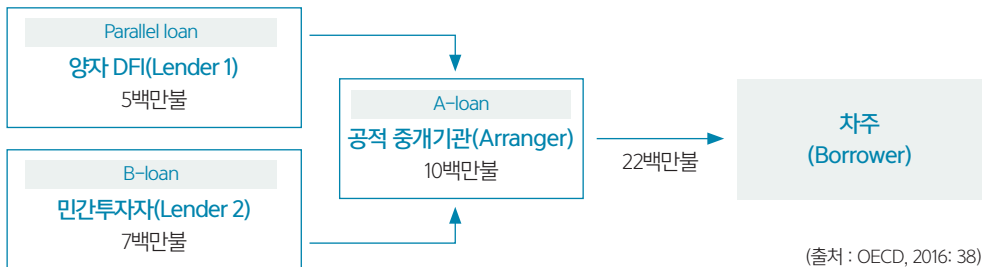 Parallel loan
양자 DFI(Lender 1)
5백만불
B-loan
민간투자자(Lender 2)
7백만불
A-loan
공적 중개기관(Arranger)
10백만불
22백만불
차주
(Borrower)
(출처 : OECD, 2016: 38)